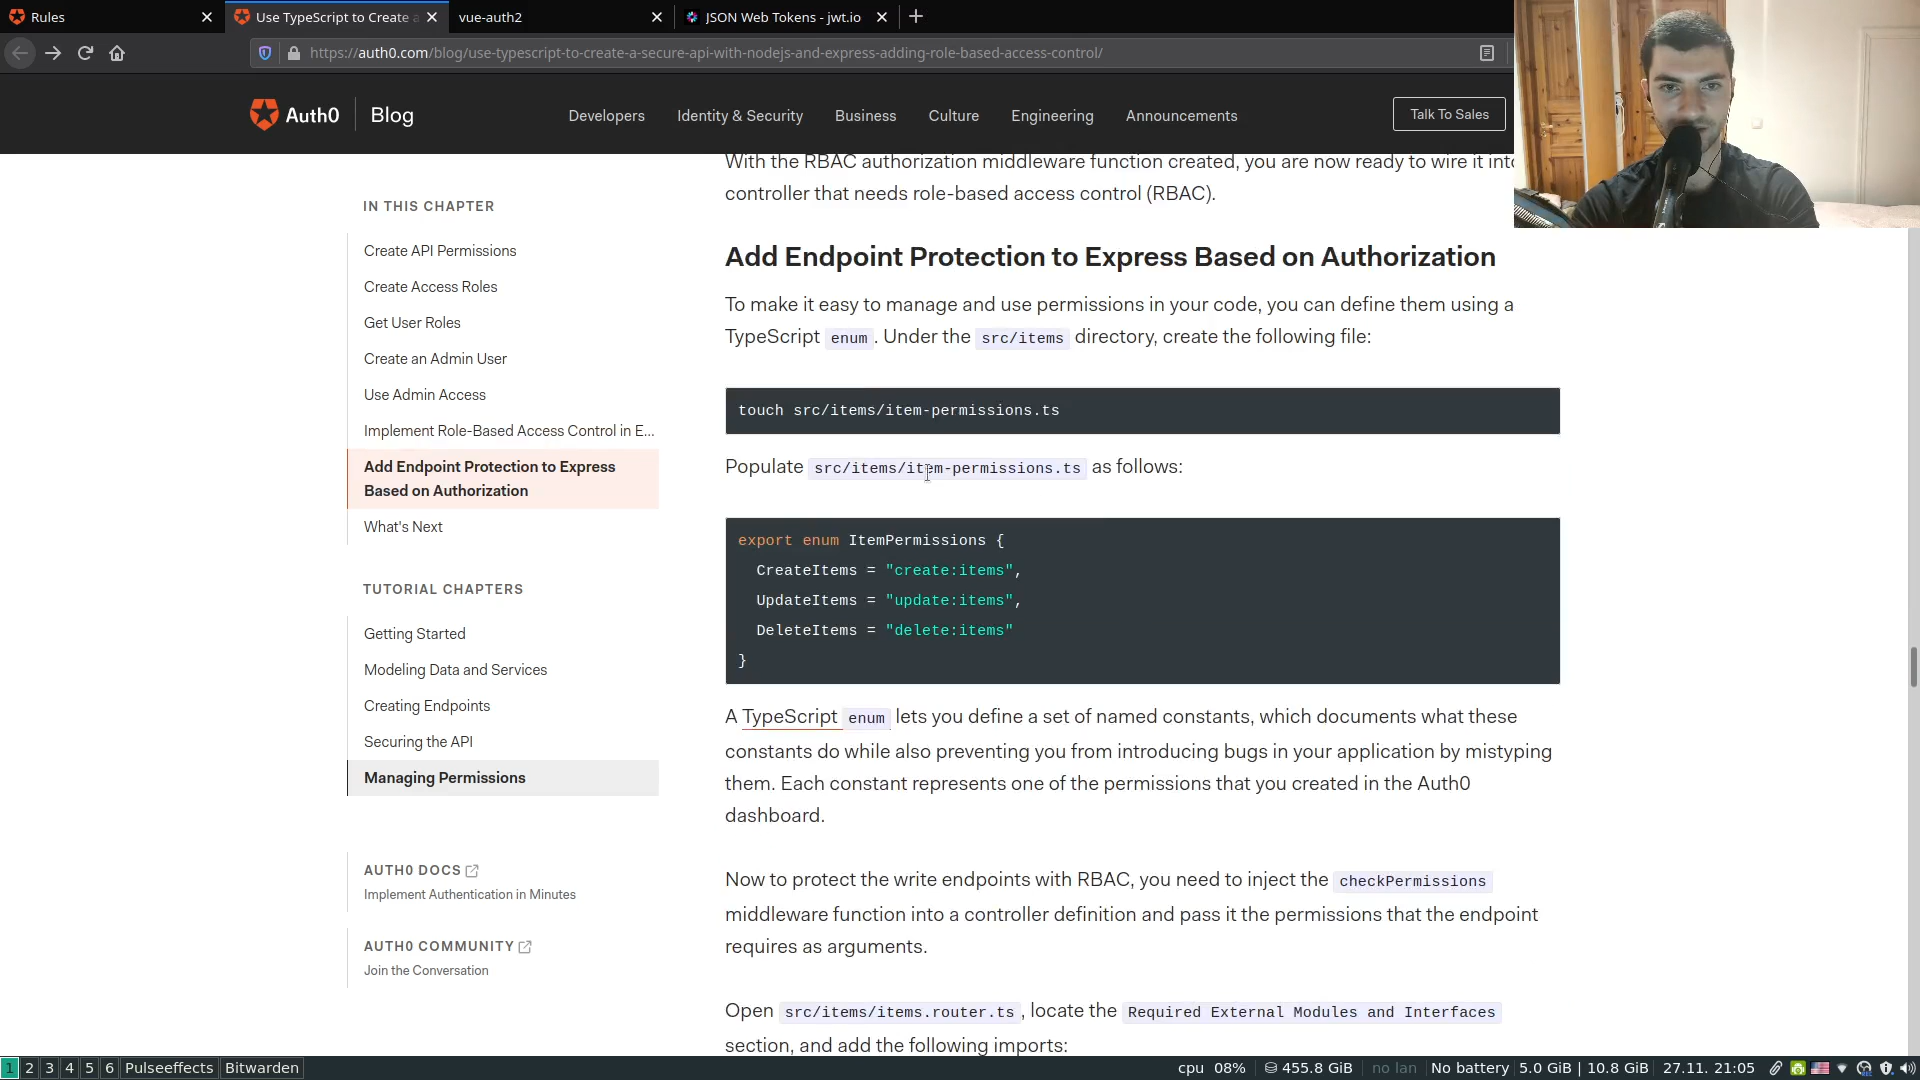 Rules
Use TypeScript to Create a
vue-auth2
JSON Web Tokens - jwt.io
https://auth0.com/blog/use-typescript-to-create-a-secure-api-with-nodejs-and-express-adding-role-based-access-control/
Auth0
Blog
Developers
Identity & Security
Business
Culture
Engineering
Announcements
Talk To Sales
IN THIS CHAPTER
Create API Permissions
Create Access Roles
Get User Roles
Create an Admin User
Use Admin Access
Implement Role-Based Access Control in E...
Add Endpoint Protection to Express
Based on Authorization
What's Next
TUTORIAL CHAPTERS
Getting Started
Modeling Data and Services
Creating Endpoints
Securing the API
Managing Permissions
AUTH0 DOCS
Implement Authentication in Minutes
AUTH0 COMMUNITY
Join the Conversation
With the RBAC authorization middleware function created, you are now ready to wire it into
controller that needs role-based access control (RBAC).
Add Endpoint Protection to Express Based on Authorization
To make it easy to manage and use permissions in your code, you can define them using a
TypeScript enum. Under the src/items directory, create the following file:
touch src/items/item-permissions.ts
Populate src/items/item-permissions.ts as follows:
export enum ItemPermissions {
CreateItems = "create:items",
UpdateItems = "update:items",
DeleteItems = "delete:items"
}
A TypeScript enum lets you define a set of named constants, which documents what these
constants do while also preventing you from introducing bugs in your application by mistyping
them. Each constant represents one of the permissions that you created in the Auth0
dashboard.
Now to protect the write endpoints with RBAC, you need to inject the checkPermissions
middleware function into a controller definition and pass it the permissions that the endpoint
requires as arguments.
Open src/items/items.router.ts, locate the Required External Modules and Interfaces
section, and add the following imports:
1 2 3 4 5 6 Pulseeffects Bitwarden
cpu 08% 455.8 GiB no lan No battery 5.0 GiB | 10.8 GiB 27.11. 21:05